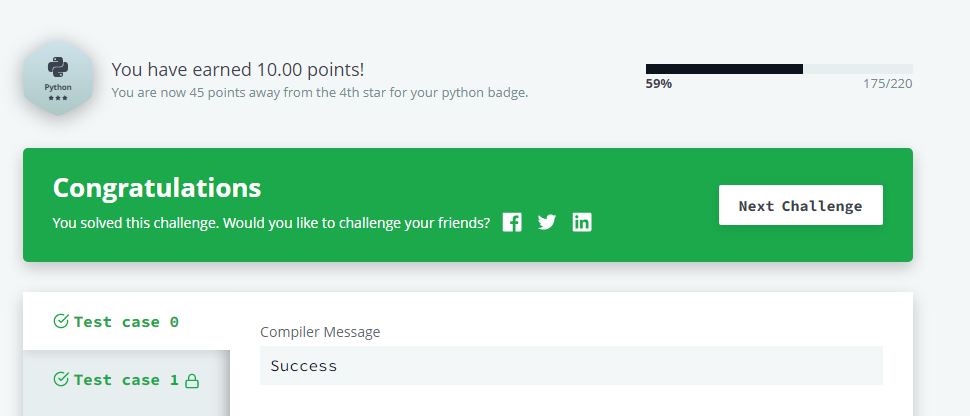 Python
You have earned 10.00 points!
You are now 45 points away from the 4th star for your python badge.
59%
175/220
Congratulations
You solved this challenge. Would you like to challenge your friends?
Next Challenge
Test case 0
Test case 1
Compiler Message
Success